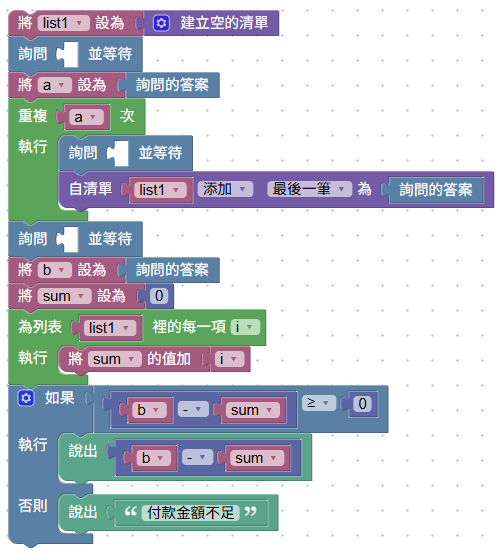 將 list1 設為 建立空的清單
詢問 並等待
將 a 設為 詢問的答案
重複 a 次
執行 詢問 並等待
自清單 list1 添加 最後一筆 為 詢問的答案
詢問 並等待
將 b 設為 詢問的答案
將 sum 設為 0
為列表 list1 裡的每一項 i
執行 將 sum 的值加 i
如果 b - sum ≥ 0
執行 說出 b - sum
否則 說出 “ 付款金額不足 ”